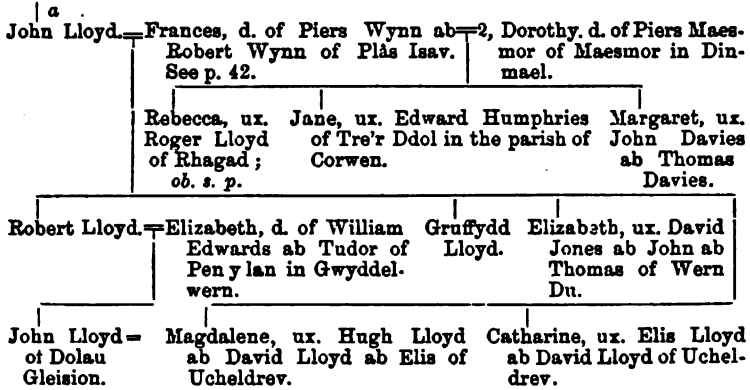 a
John Lloyd.=Frances, d. of Piers Wynn ab=2, Dorothy. d. of Piers Maes-
Robert Wynn of Plâs Isav. mor of Maesmor in Din-
See p. 42. mael.
Rebecca, ux. Jane, ux. Edward Humphries Margaret, ux.
Roger Lloyd of Tre'r Ddol in the parish of John Davies
of Rhagad; Corwen. ab Thomas
ob. s. p. Davies.
Robert Lloyd.=Elizabeth, d. of William Gruffydd Elizabeth, ux. David
Edwards ab Tudor of Lloyd. Jones ab John ab
Pen y lan in Gwyddel- Thomas of Wern
wern. Du.
John Lloyd= Magdalene, ux. Hugh Lloyd Catharine, ux. Elis Lloyd
of Dolau ab David Lloyd ab Elis of ab David Lloyd of Uchel-
Gleision. Ucheldrev. drev.